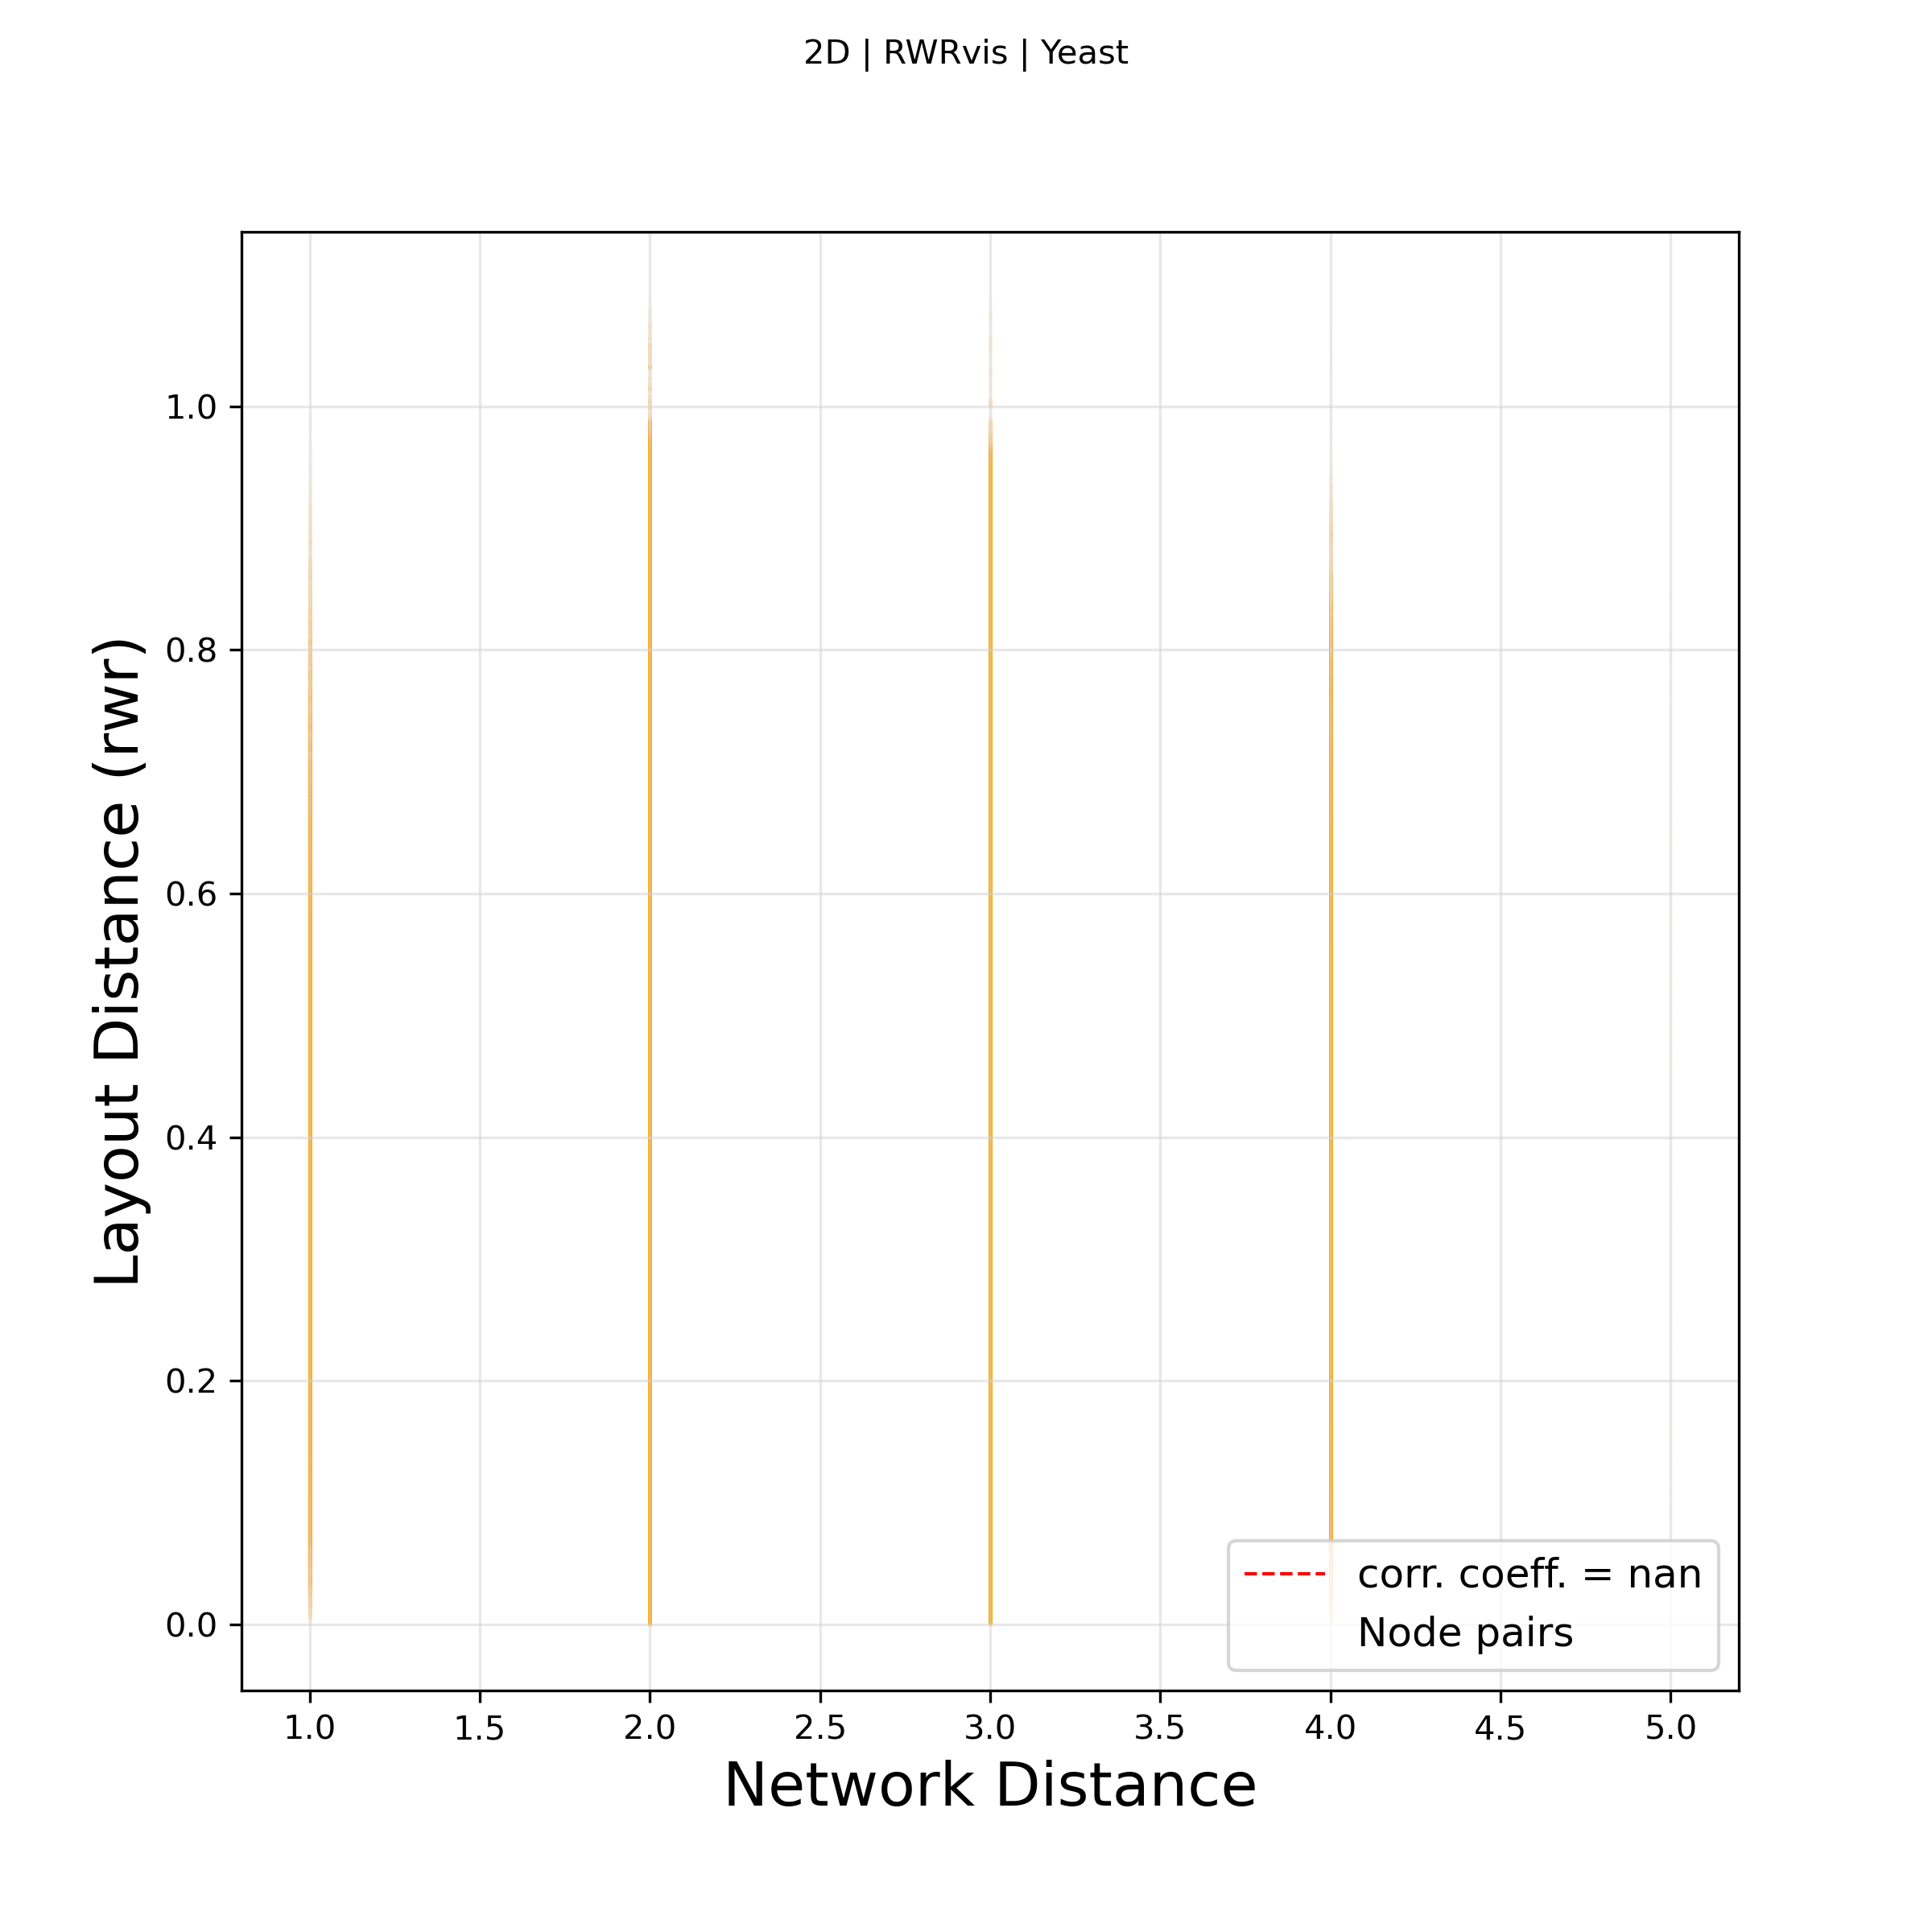 2D | RWRvis | Yeast
Layout Distance (rwr)
1.0
0.8
0.6
0.4
0.2
0.0
corr. coeff. = nan
Node pairs
1.0 1.5 2.0 2.5 3.0 3.5 4.0 4.5 5.0
Network Distance